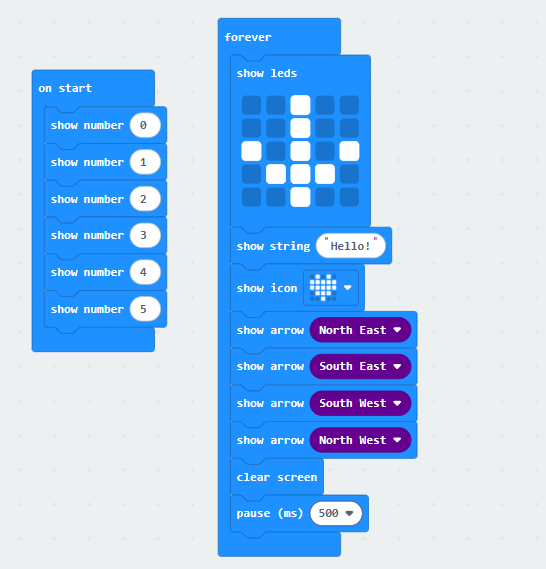 on start
show number 0
show number 1
show number 2
show number 3
show number 4
show number 5
forever
show leds
show string "Hello!"
show icon
show arrow North East
show arrow South East
show arrow South West
show arrow North West
clear screen
pause (ms) 500